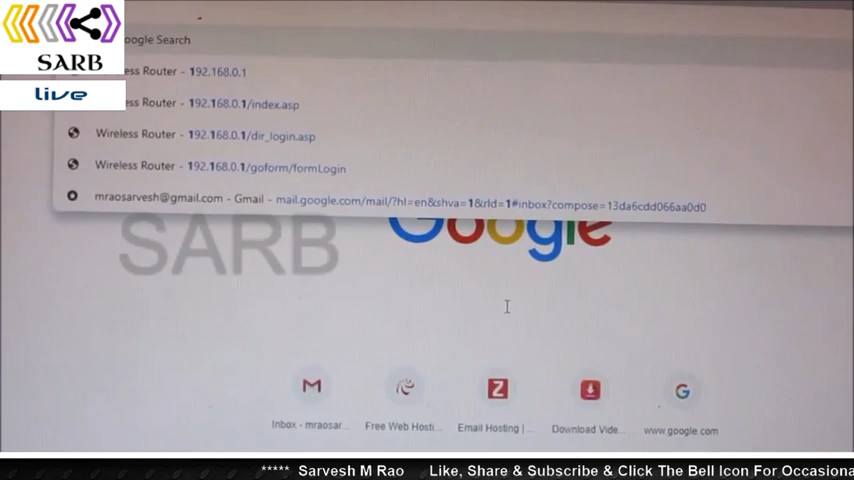 SARB
live
oogle Search
ess Router - 192.168.0.1
ess Router - 192.168.0.1/index.asp
Wireless Router - 192.168.0.1/dir_login.asp
Wireless Router - 192.168.0.1/goform/formLogin
mraosarvesh@gmail.com - Gmail - mail.google.com/mail/?hl=en&shva=1&rld=1#inbox?compose=13da6cdd066aa0d0
SARB
Google
Inbox - mraosar...
Free Web Hosti...
Email Hosting | ...
Download Vide...
www.google.com
***** Sarvesh M Rao Like, Share & Subscribe & Click The Bell Icon For Occasiona